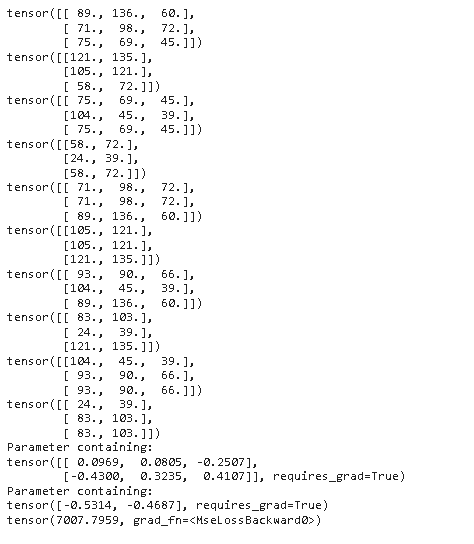 tensor([[ 89., 136.,  60.],
        [ 71.,  98.,  72.],
        [ 75.,  69.,  45.]])
tensor([[121., 135.],
        [105., 121.],
        [ 58.,  72.]])
tensor([[ 75.,  69.,  45.],
        [104.,  45.,  39.],
        [ 75.,  69.,  45.]])
tensor([[58., 72.],
        [24., 39.],
        [58., 72.]])
tensor([[ 71.,  98.,  72.],
        [ 71.,  98.,  72.],
        [ 89., 136.,  60.]])
tensor([[105., 121.],
        [105., 121.],
        [121., 135.]])
tensor([[ 93.,  90.,  66.],
        [104.,  45.,  39.],
        [ 89., 136.,  60.]])
tensor([[ 83., 103.],
        [ 24.,  39.],
        [121., 135.]])
tensor([[104.,  45.,  39.],
        [ 93.,  90.,  66.],
        [ 93.,  90.,  66.]])
tensor([[ 24.,  39.],
        [ 83., 103.],
        [ 83., 103.]])
Parameter containing:
tensor([[ 0.0969,  0.0805, -0.2507],
        [-0.4300,  0.3235,  0.4107]], requires_grad=True)
Parameter containing:
tensor([-0.5314, -0.4687], requires_grad=True)
tensor(7007.7959, grad_fn=<MseLossBackward0>)